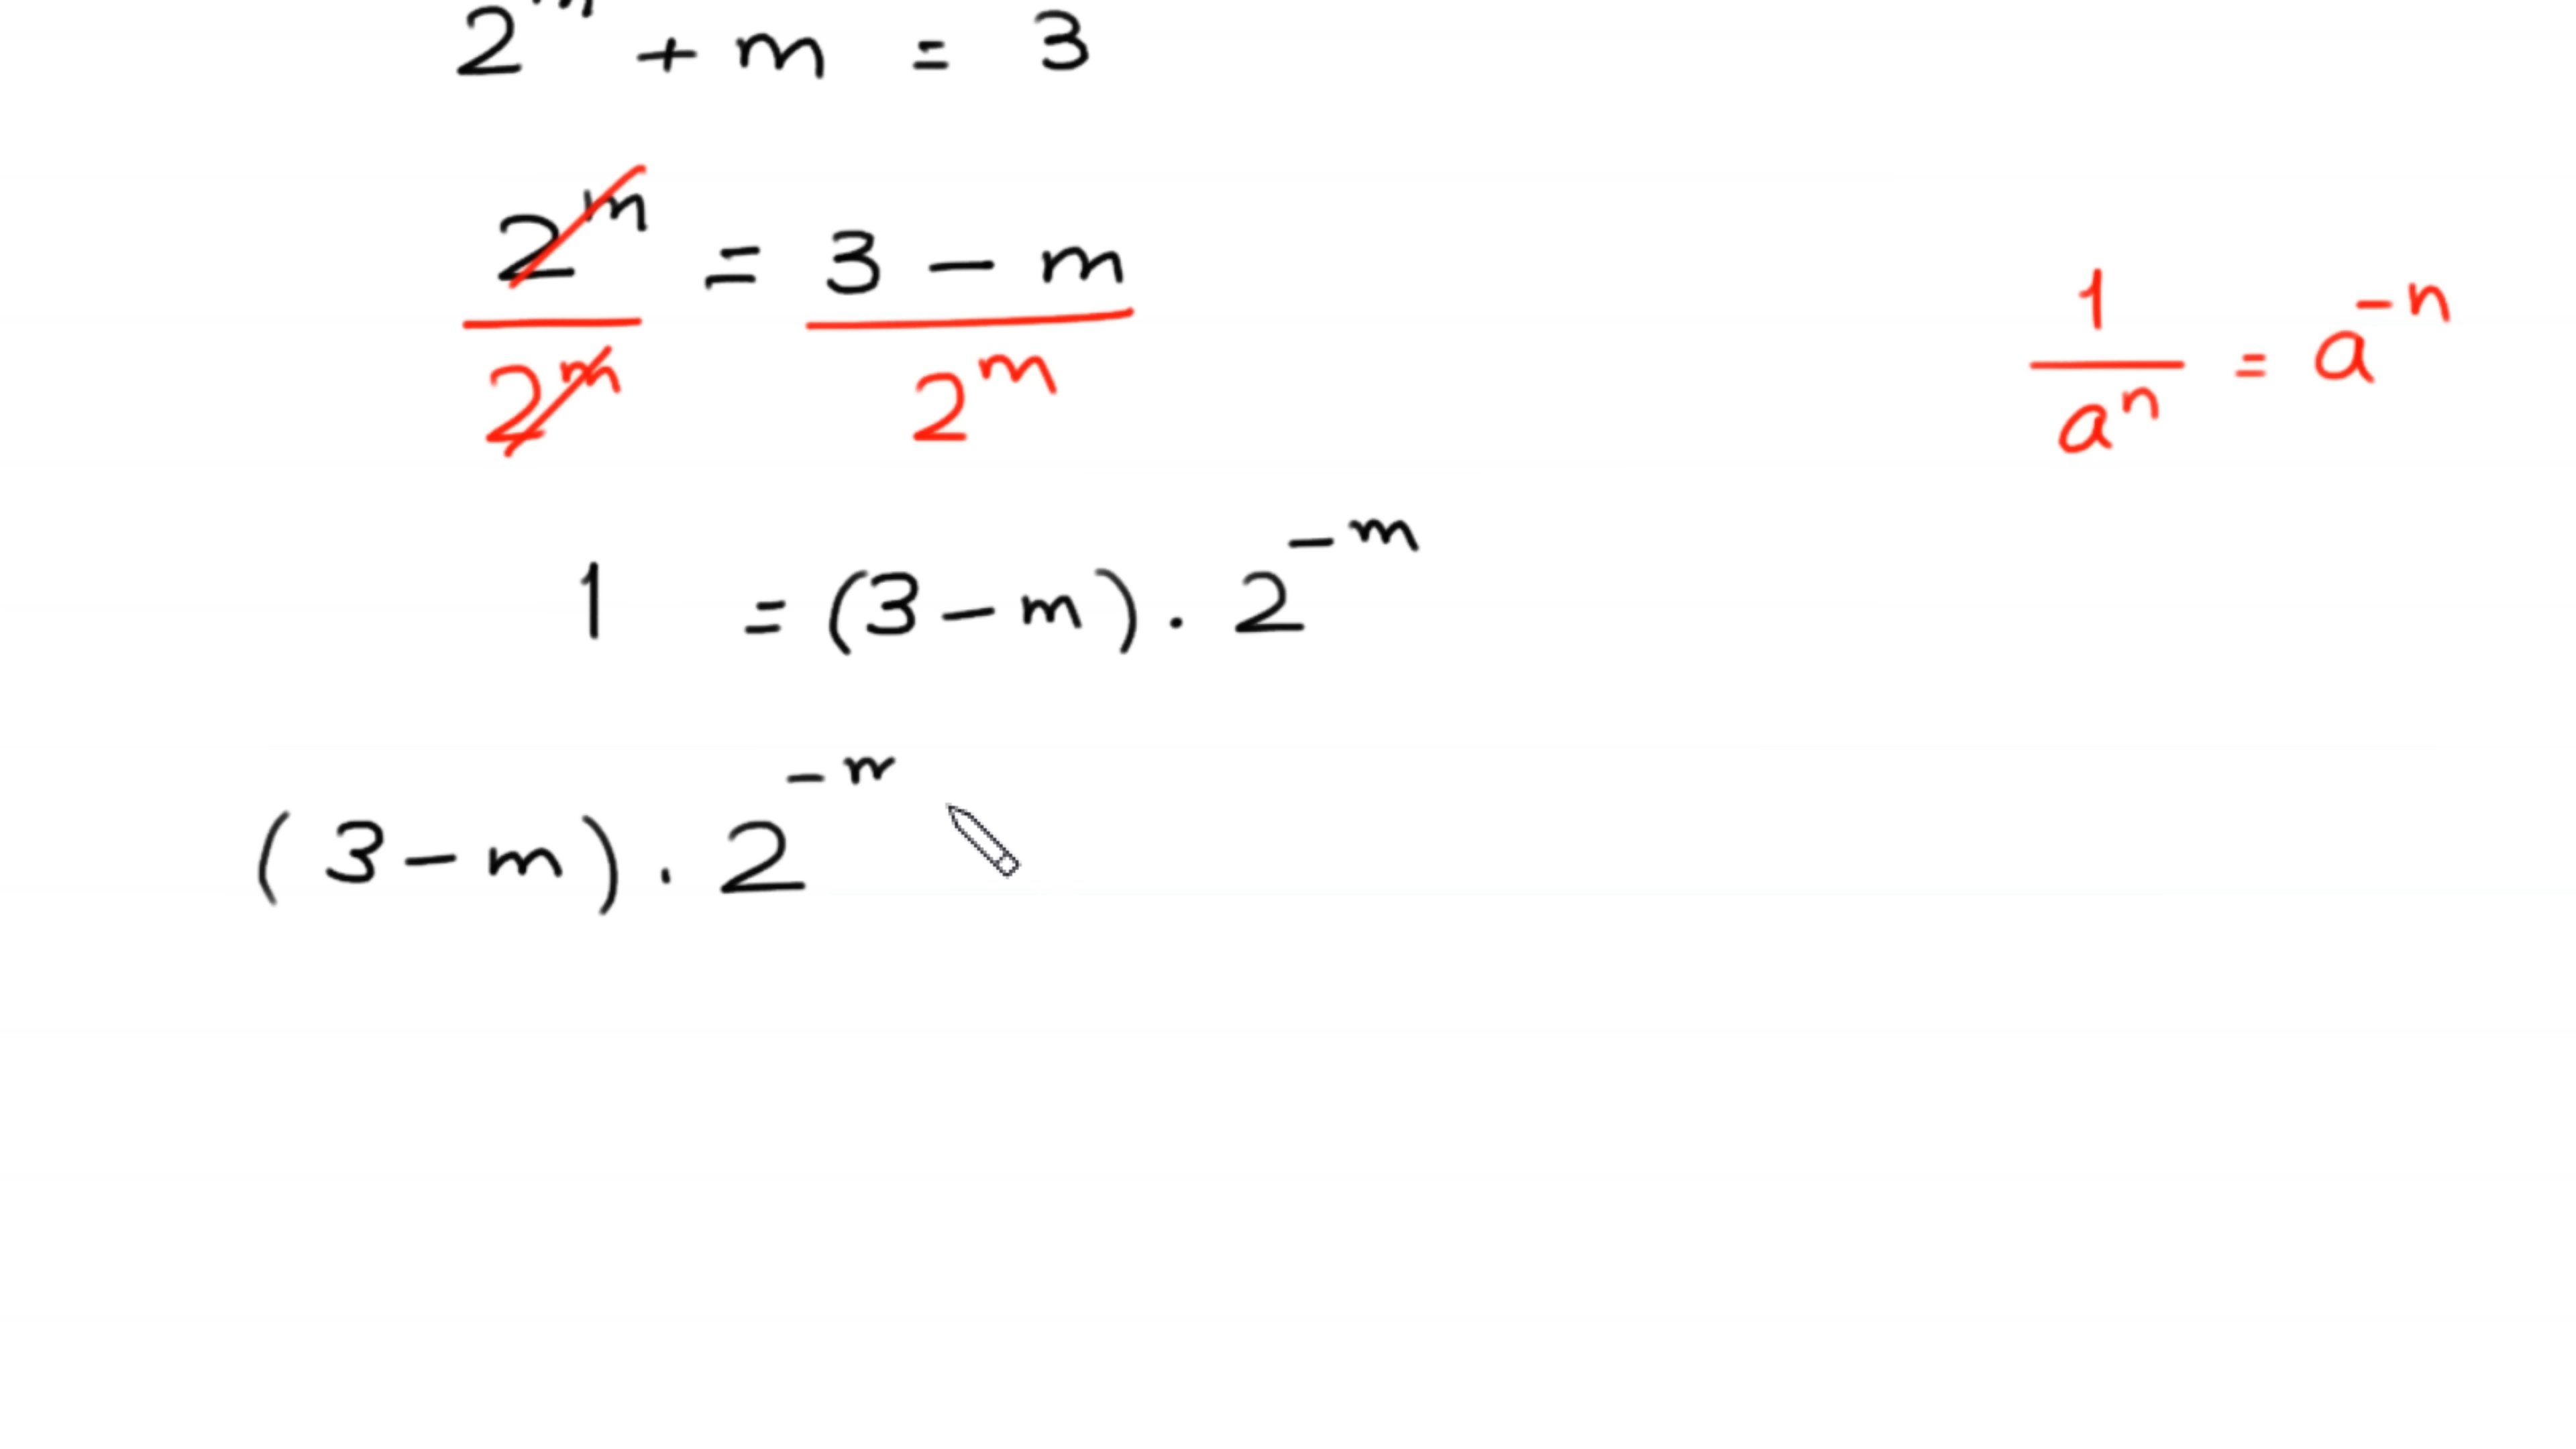 2^m + m = 3
2^m / 2^m = (3 - m) / 2^m
1 / a^n = a^-n
1 = (3 - m) . 2^-m
(3 - m) . 2^-m